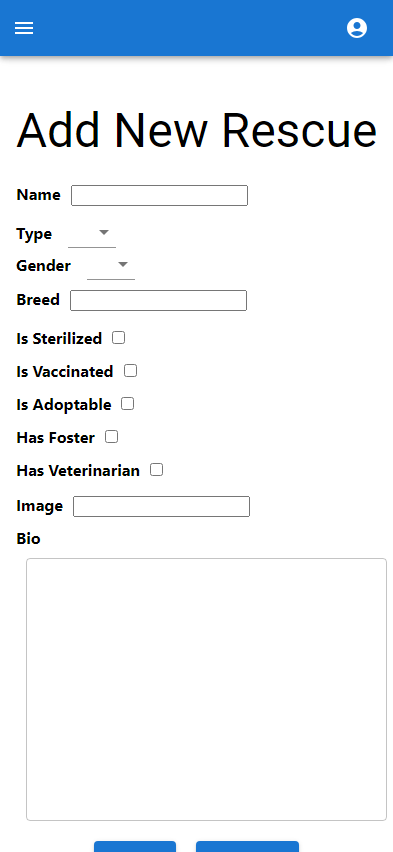 Add New Rescue
Name
Type
Gender
Breed
Is Sterilized
Is Vaccinated
Is Adoptable
Has Foster
Has Veterinarian
Image
Bio